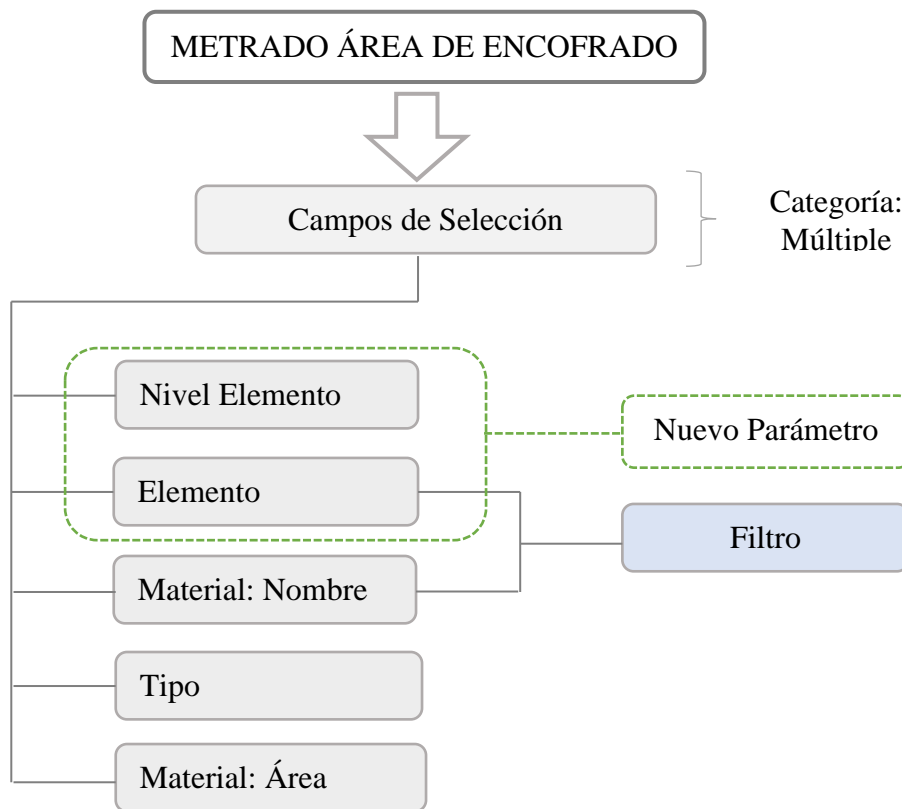 METRADO ÁREA DE ENCOFRADO
Campos de Selección
Categoría:
Múltiple
Nivel Elemento
Nuevo Parámetro
Elemento
Filtro
Material: Nombre
Tipo
Material: Área